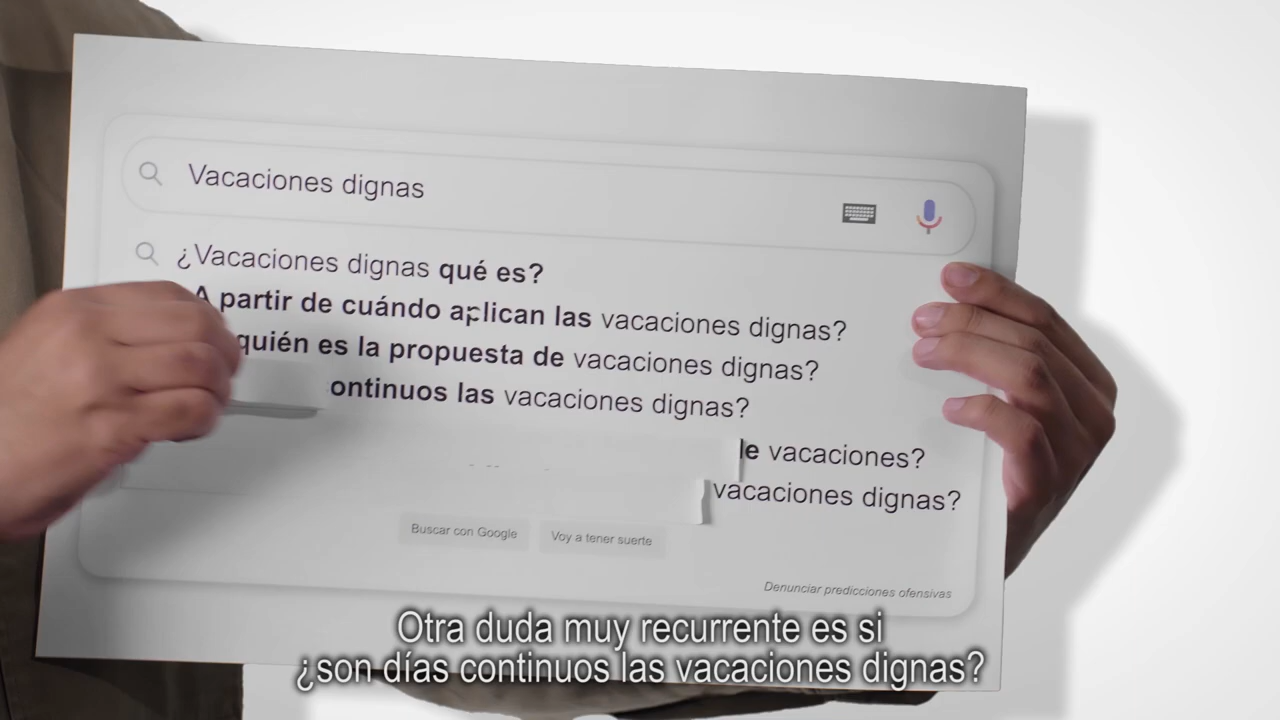 Vacaciones dignas
¿Vacaciones dignas qué es?
A partir de cuándo aplican las vacaciones dignas?
quién es la propuesta de vacaciones dignas?
ontinuos las vacaciones dignas?
le vacaciones?
vacaciones dignas?
Buscar con Google
Voy a tener suerte
Denunciar predicciones ofensivas
Otra duda muy recurrente es si
¿son días continuos las vacaciones dignas?